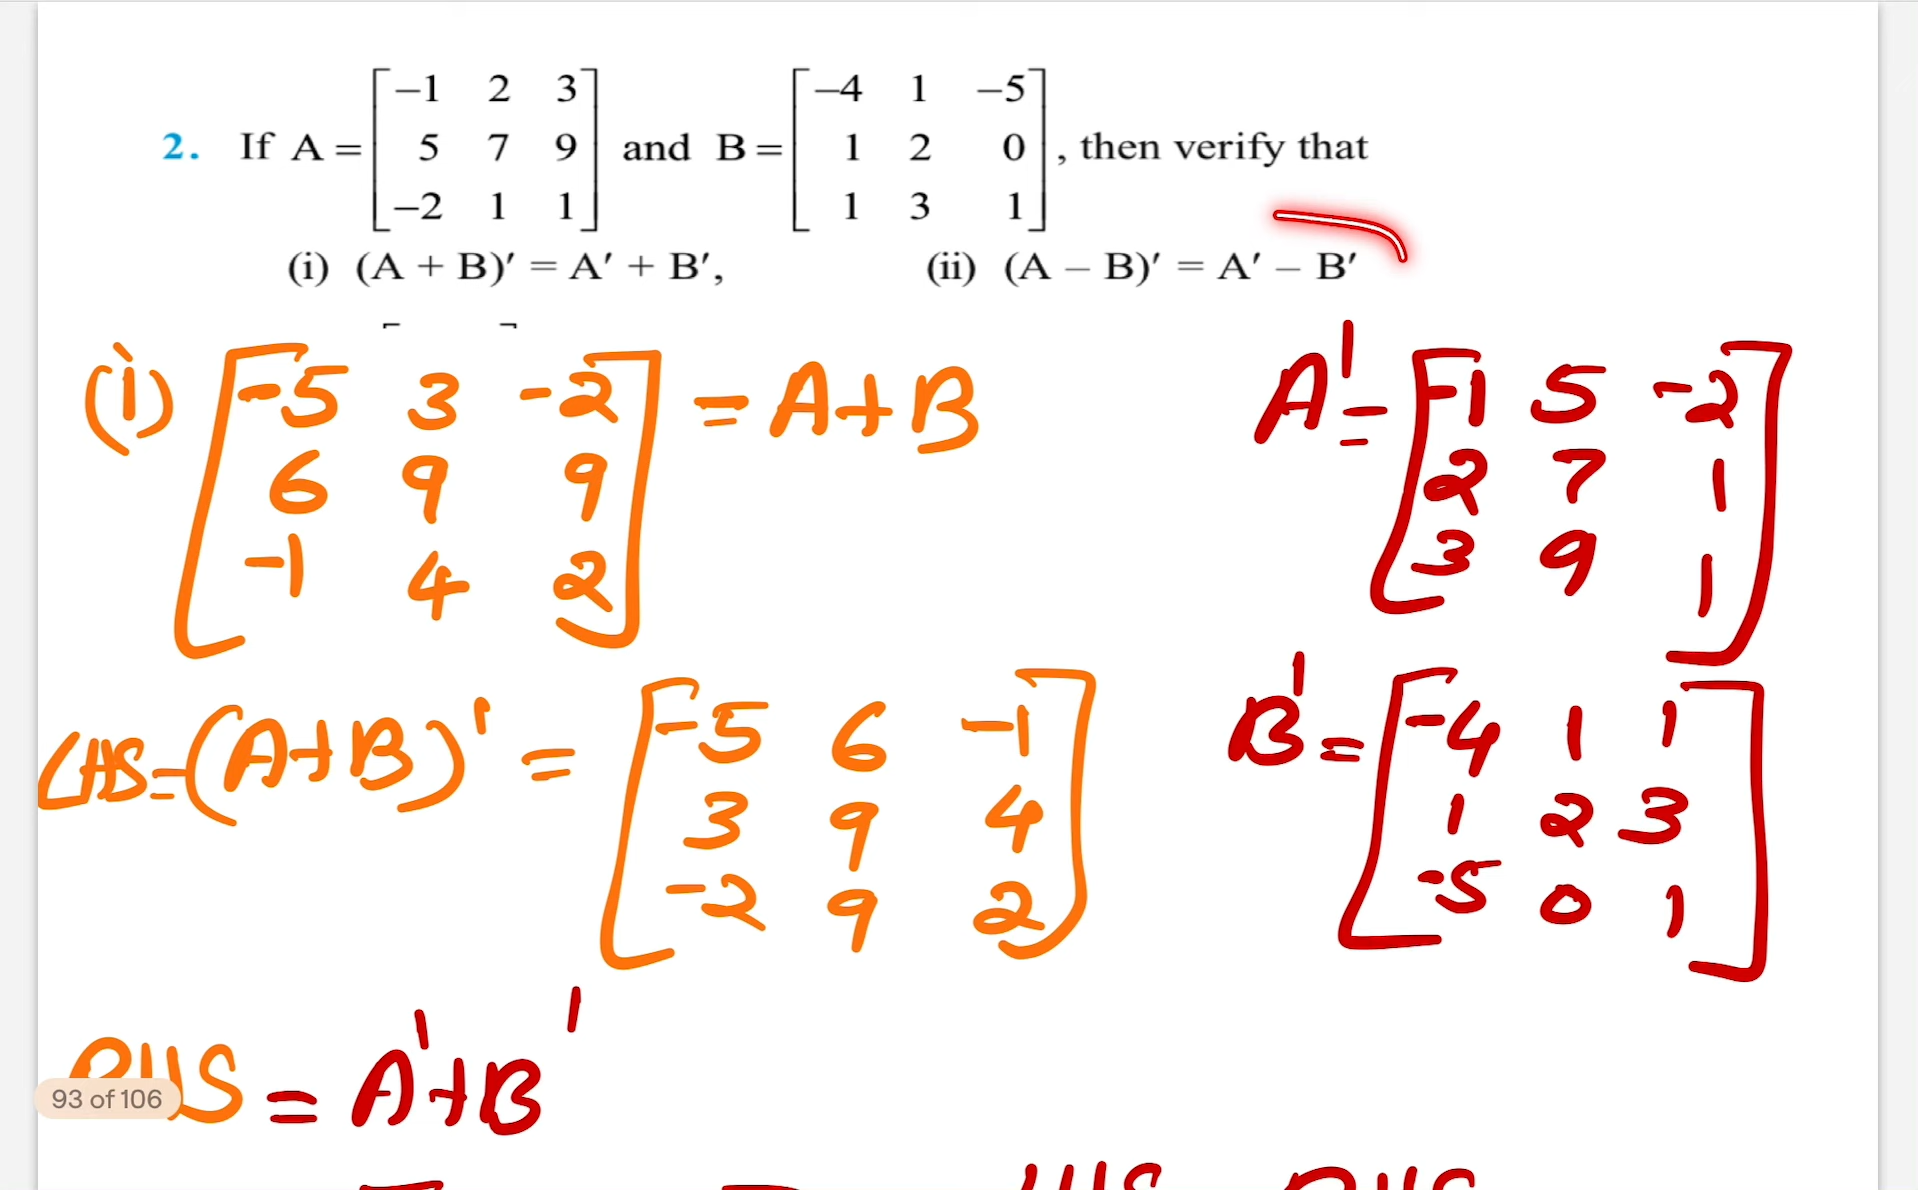 2. If A = [−1 2 3; 5 7 9; −2 1 1] and B = [−4 1 −5; 1 2 0; 1 3 1], then verify that
(i) (A + B)′ = A′ + B′, (ii) (A – B)′ = A′ – B′
(i) [-5 3 -2; 6 9 9; -1 4 2] = A+B
A' = [-1 5 -2; 2 7 1; 3 9 1]
LHS = (A+B)' = [-5 6 -1; 3 9 4; -2 9 2]
B' = [-4 1 1; 1 2 3; -5 0 1]
RHS = A'+B'
93 of 106